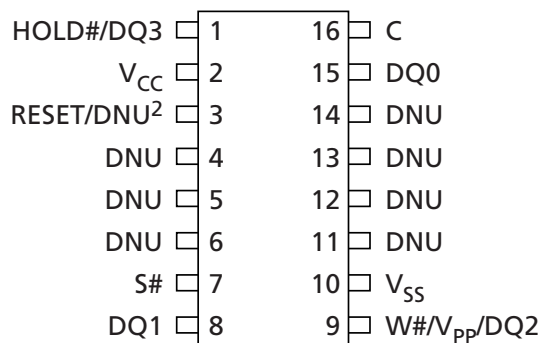 HOLD#/DQ3 1 16 C
VCC 2 15 DQ0
RESET/DNU2 3 14 DNU
DNU 4 13 DNU
DNU 5 12 DNU
DNU 6 11 DNU
S# 7 10 VSS
DQ1 8 9 W#/VPP/DQ2